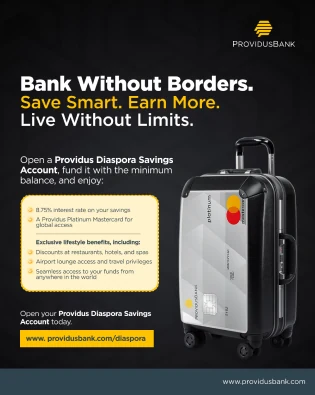 PROVIDUSBANK
Bank Without Borders.
Save Smart. Earn More.
Live Without Limits.
Open a Providus Diaspora Savings
Account, fund it with the minimum
balance, and enjoy:
8.75% interest rate on your savings
A Providus Platinum Mastercard for
global access
Exclusive lifestyle benefits, including:
Discounts at restaurants, hotels, and spas
Airport lounge access and travel privileges
Seamless access to your funds from
anywhere in the world
platinum
Open your Providus Diaspora Savings
Account today.
www. providusbank.com/diaspora
www.providusbank.com